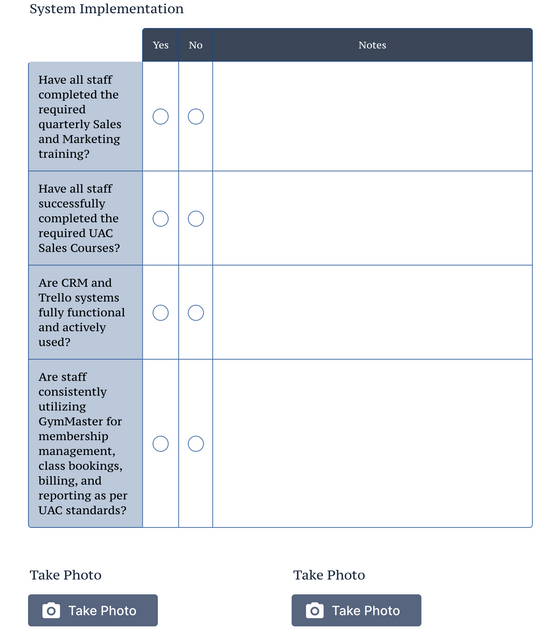 System Implementation
Yes No Notes
Have all staff
completed the
required
quarterly Sales
and Marketing
training?
Have all staff
successfully
completed the
required UAC
Sales Courses?
Are CRM and
Trello systems
fully functional
and actively
used?
Are staff
consistently
utilizing
GymMaster for
membership
management,
class bookings,
billing, and
reporting as per
UAC standards?
Take Photo Take Photo
Take Photo Take Photo